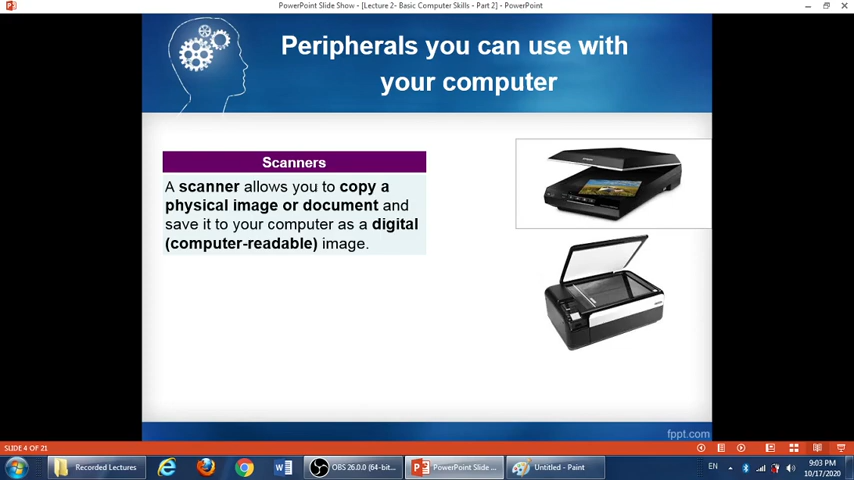 PowerPoint Slide Show - [Lecture 2- Basic Computer Skills - Part 2] - PowerPoint
Peripherals you can use with
your computer
Scanners
A scanner allows you to copy a
physical image or document and
save it to your computer as a digital
(computer-readable) image.
fppt.com
SLIDE 4 OF 21
Recorded Lectures
OBS 26.0.0 (64-bit...
PowerPoint Slide ...
Untitled - Paint
EN
9:03 PM
10/17/2020